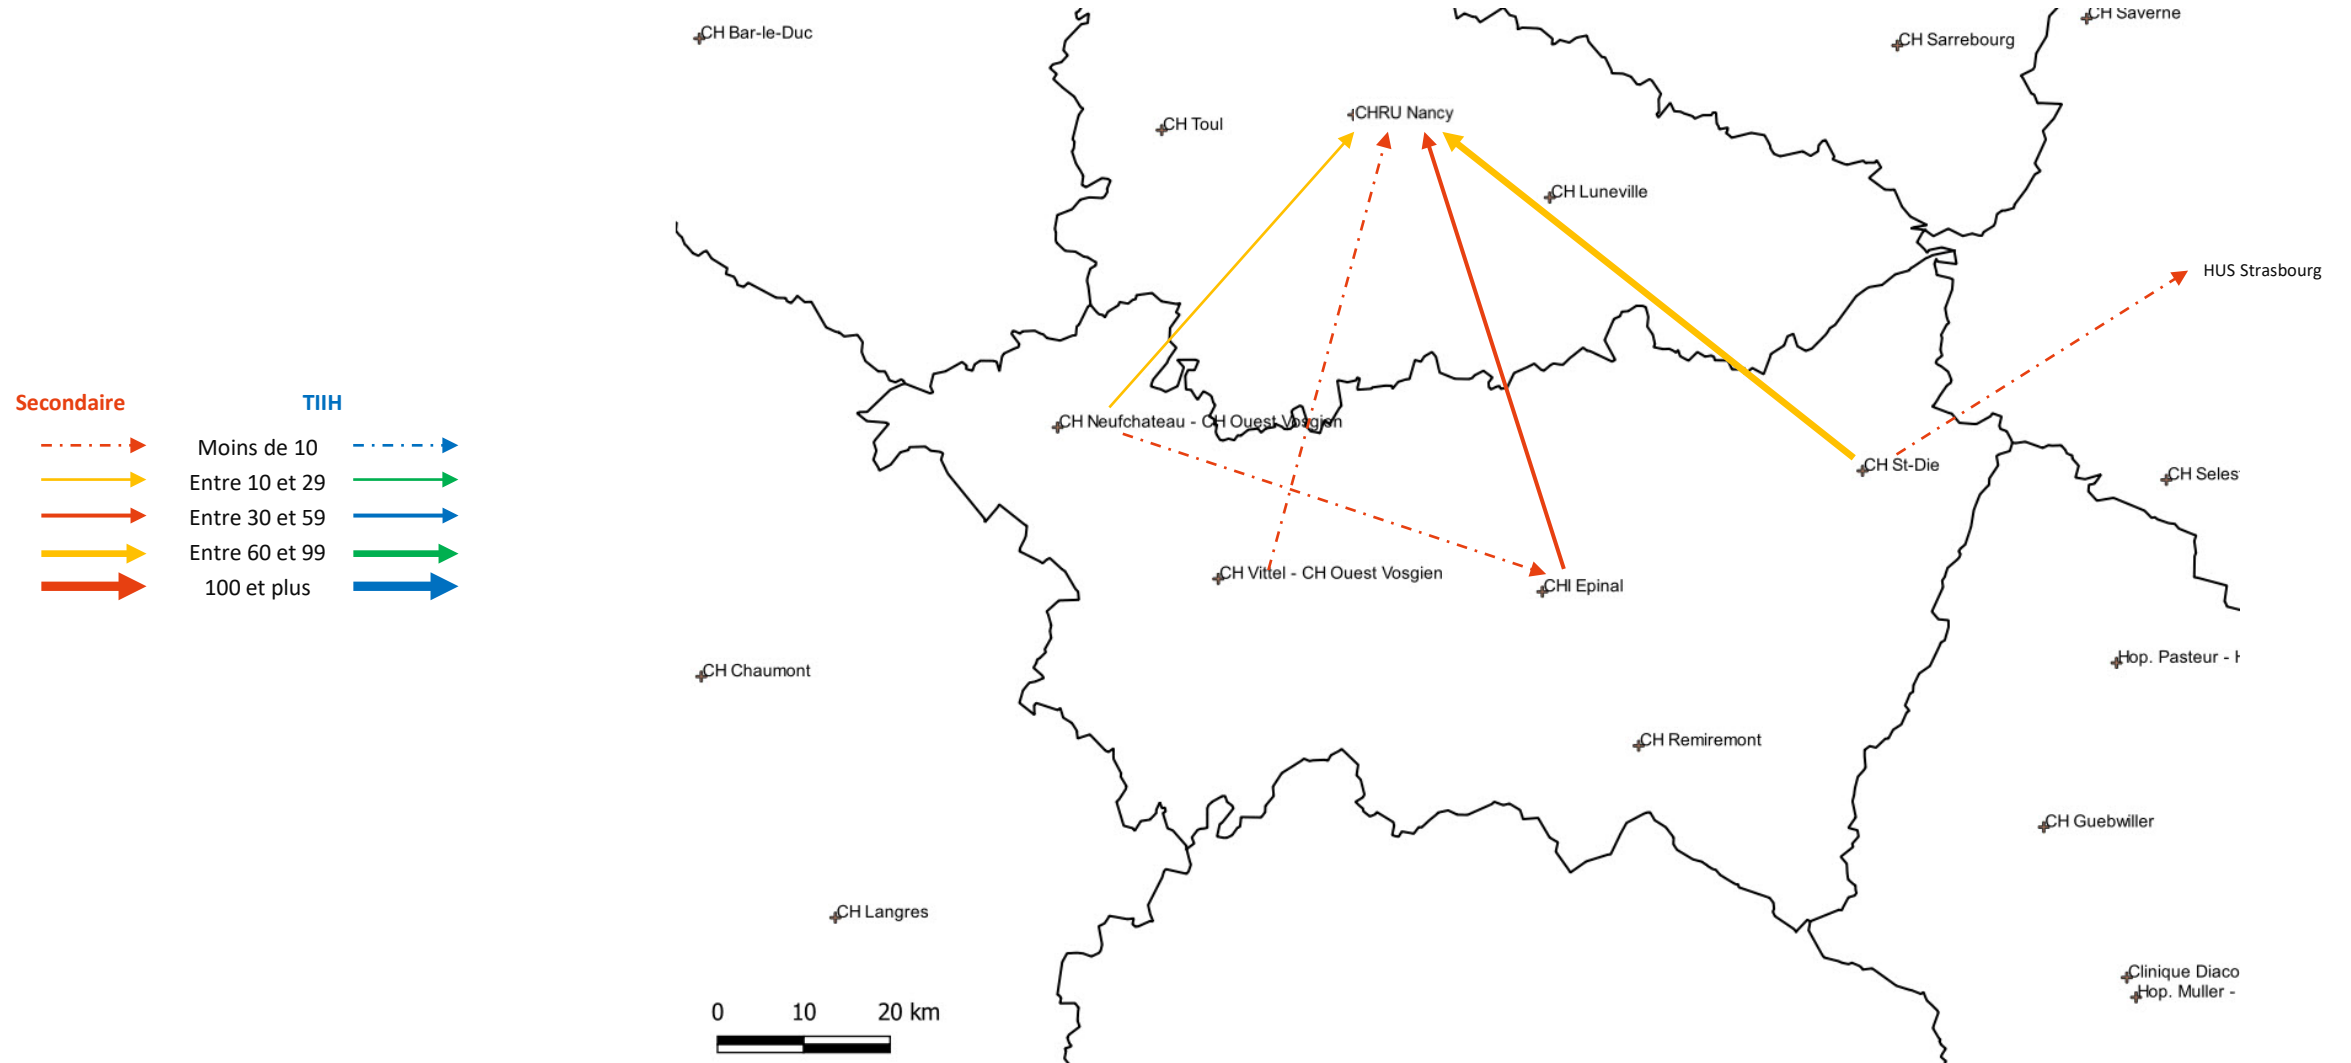 CH Bar-le-Duc
CH Saverne
CH Sarrebourg
CHRU Nancy
CH Toul
CH Luneville
HUS Strasbourg
Secondaire
TIIH
Moins de 10
Entre 10 et 29
Entre 30 et 59
Entre 60 et 99
100 et plus
CH Neufchateau - CH Ouest Vosgien
CH St-Die
CH Seles
CH Vittel - CH Ouest Vosgien
CHI Epinal
CH Chaumont
Hop. Pasteur -
CH Remiremont
CH Guebwiller
CH Langres
Clinique Diaco
Hop. Muller -
0 10 20 km